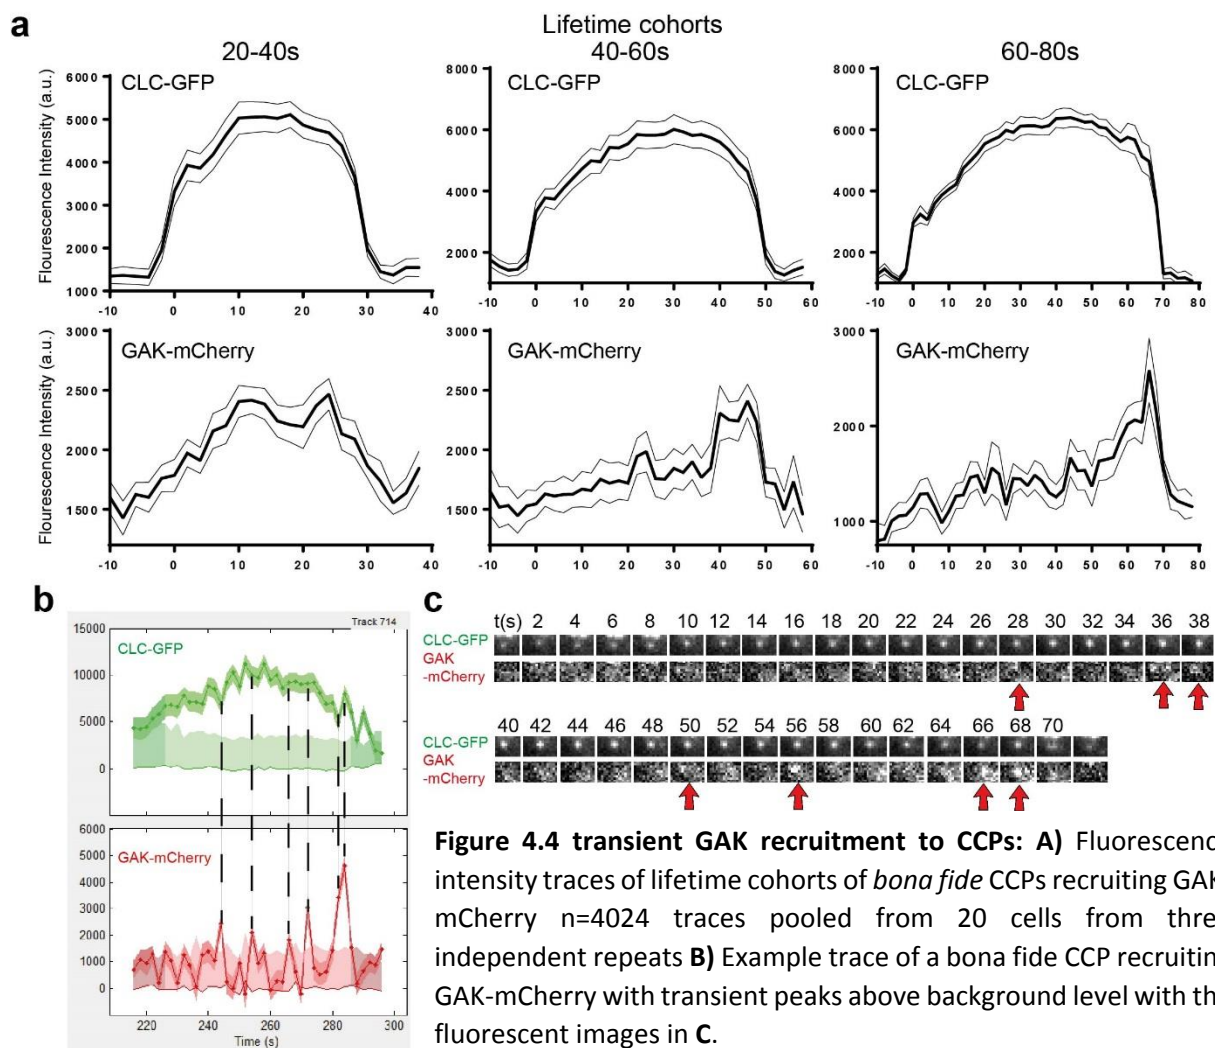 a
Lifetime cohorts
20-40s
40-60s
60-80s
Flourescence Intensity (a.u.)
CLC-GFP
6000
5000
4000
3000
2000
1000
-10 0 10 20 30 40
CLC-GFP
8000
6000
4000
2000
-10 0 10 20 30 40 50 60
CLC-GFP
8000
6000
4000
2000
-10 0 10 20 30 40 50 60 70 80
Flourescence Intensity (a.u.)
GAK-mCherry
3000
2500
2000
1500
-10 0 10 20 30 40
GAK-mCherry
3000
2500
2000
1500
-10 0 10 20 30 40 50 60
GAK-mCherry
3000
2000
1000
-10 0 10 20 30 40 50 60 70 80
b
Track 714
CLC-GFP
15000
10000
5000
0
GAK-mCherry
6000
5000
4000
3000
2000
1000
0
220 240 260 280 300
Time (s)
c
t(s) 2 4 6 8 10 12 14 16 18 20 22 24 26 28 30 32 34 36 38
CLC-GFP
GAK
-mCherry
40 42 44 46 48 50 52 54 56 58 60 62 64 66 68 70
CLC-GFP
GAK
-mCherry
Figure 4.4 transient GAK recruitment to CCPs: A) Fluorescenc
intensity traces of lifetime cohorts of bona fide CCPs recruiting GAK
mCherry n=4024 traces pooled from 20 cells from thre
independent repeats B) Example trace of a bona fide CCP recruitin
GAK-mCherry with transient peaks above background level with th
fluorescent images in C.